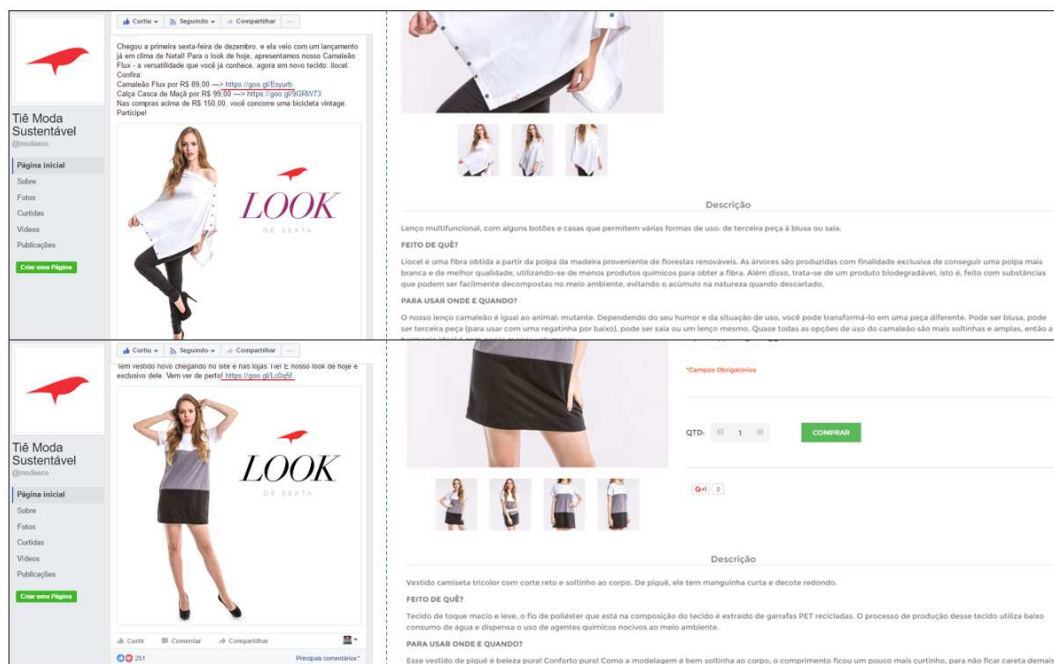 Curtiu
Seguindo
Compartilhar
Chegou a primeira sexta-feira de dezembro, e ela veio com um lançamento
já em clima de Natal! Para o look de hoje, apresentamos nosso Camaleão
Flux - a versatilidade que você já conhece, agora em novo tecido: liocel.
Confira:
Camaleão Flux por R$ 89,00 —> https://goo.gl/Esyurb
Calça Casca de Maçã por R$ 99,00 —> https://goo.gl/9GRW73
Nas compras acima de R$ 150,00, você concorre uma bicicleta vintage.
Participe!
Tiê Moda
Sustentável
@modaeco
Página inicial
Sobre
Fotos
Curtidas
Vídeos
Publicações
Criar uma Página
LOOK
DE SEXTA
Descrição
Lenço multifuncional, com alguns botões e casas que permitem várias formas de uso: de terceira peça à blusa ou saia.
FEITO DE QUÊ?
Liocel é uma fibra obtida a partir da polpa da madeira proveniente de florestas renováveis. As árvores são produzidas com finalidade exclusiva de conseguir uma polpa mais
branca e de melhor qualidade, utilizando-se de menos produtos químicos para obter a fibra. Além disso, trata-se de um produto biodegradável, isto é, feito com substâncias
que podem ser facilmente decompostas no meio ambiente, evitando o acúmulo na natureza quando descartado.
PARA USAR ONDE E QUANDO?
O nosso lenço camaleão é igual ao animal: mutante. Dependendo do seu humor e da situação de uso, você pode transformá-lo em uma peça diferente. Pode ser blusa, pode
ser terceira peça (para usar com uma regatinha por baixo), pode ser saia ou um lenço mesmo. Quase todas as opções de uso do camaleão são mais soltinhas e amplas, então a
Curtiu
Seguindo
Compartilhar
Tem vestido novo chegando no site e nas lojas Tiê! E nosso look de hoje é
exclusivo dele. Vem ver de perto! https://goo.gl/Lc0q5f
Tiê Moda
Sustentável
@modaeco
Página inicial
Sobre
Fotos
Curtidas
Vídeos
Publicações
Criar uma Página
LOOK
DE SEXTA
Curtir
Comentar
Compartilhar
251
Principais comentários
*Campos Obrigatórios
QTD:
1
COMPRAR
G+1
0
Descrição
Vestido camiseta tricolor com corte reto e soltinho ao corpo. De piquê, ele tem manguinha curta e decote redondo.
FEITO DE QUÊ?
Tecido de toque macio e leve, o fio de poliéster que está na composição do tecido é extraído de garrafas PET recicladas. O processo de produção desse tecido utiliza baixo
consumo de água e dispensa o uso de agentes químicos nocivos ao meio ambiente.
PARA USAR ONDE E QUANDO?
Esse vestido de piquê é beleza pura! Conforto puro! Como a modelagem é bem soltinha ao corpo, o comprimento ficou um pouco mais curtinho, para não ficar careta demais